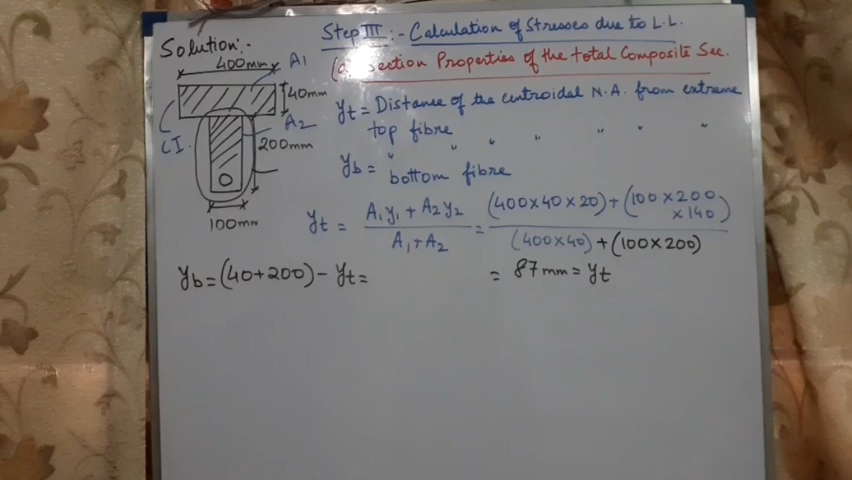 Solution:-
Step III:- Calculation of Stresses due to L.L.
(a) Section Properties of the total Composite Sec.
400mm
A1
40mm
A2
200mm
100mm
yt = Distance of the centroidal N.A. from extreme
top fibre
yb = " " " " " " "
bottom fibre
yt = A1y1 + A2y2 / A1 + A2 = (400×40×20) + (100×200×140) / (400×40) + (100×200)
yb = (40+200) - yt =
= 87mm = yt